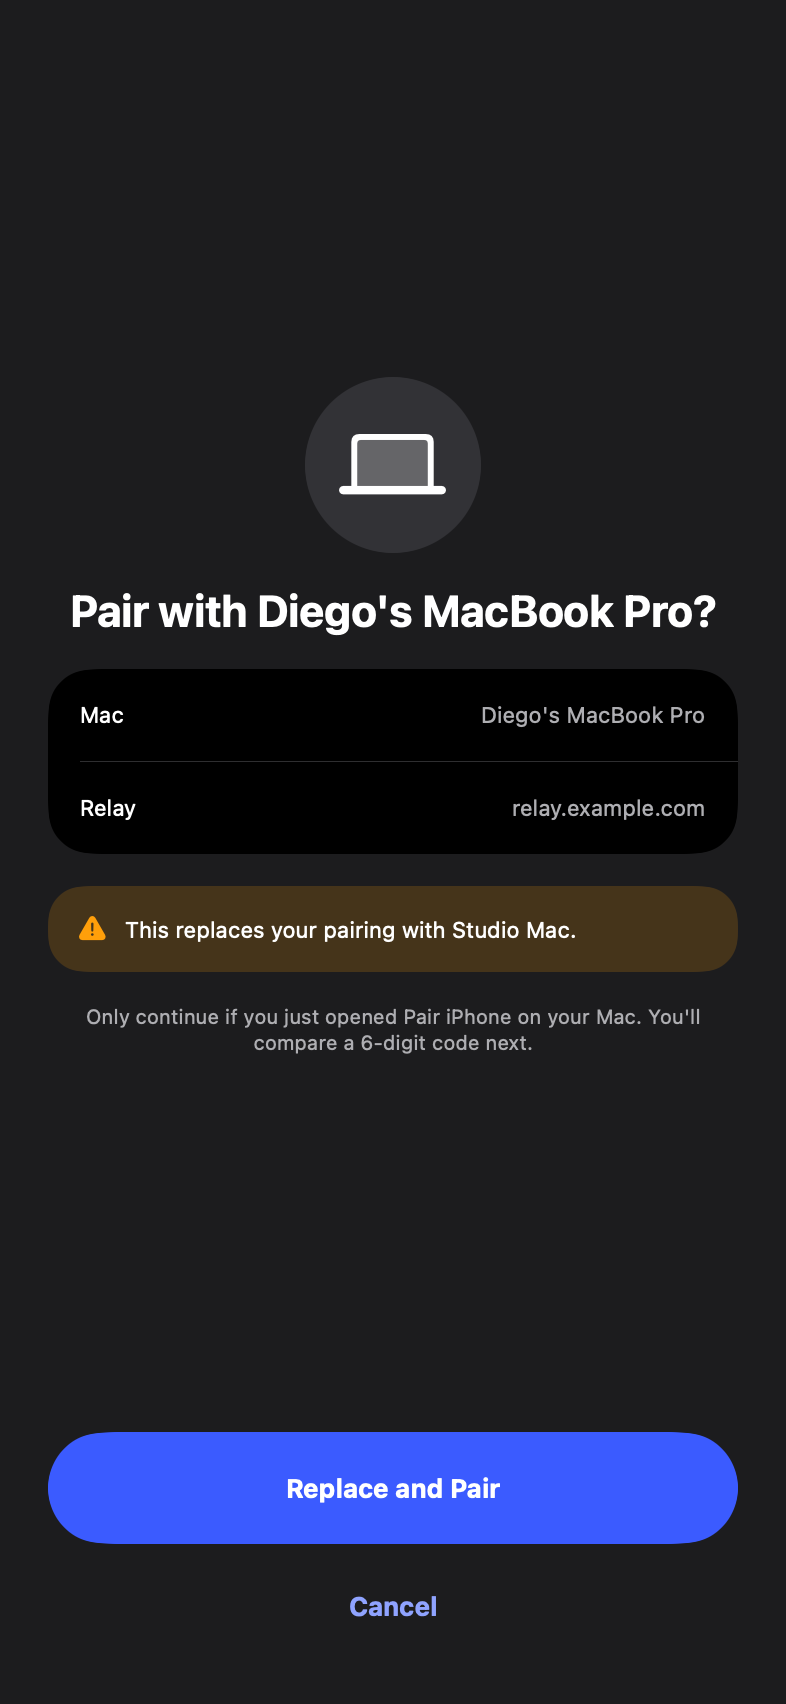 Pair with Diego's MacBook Pro?
Mac Diego's MacBook Pro
Relay relay.example.com
This replaces your pairing with Studio Mac.
Only continue if you just opened Pair iPhone on your Mac. You'll
compare a 6-digit code next.
Replace and Pair
Cancel